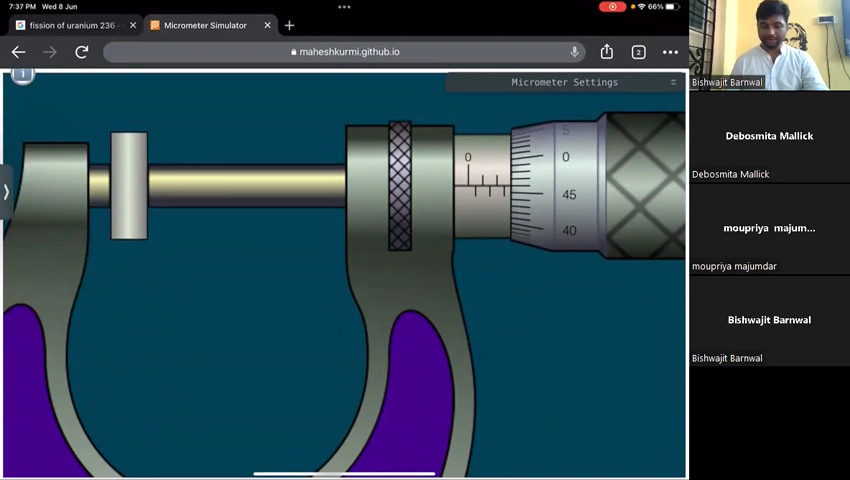 7:37 PM Wed 8 Jun
66%
fission of uranium 236
Micrometer Simulator
maheshkurmi.github.io
2
i
Micrometer Settings
0
5
0
45
40
Bishwajit Barnwal
Debosmita Mallick
Debosmita Mallick
moupriya majum...
moupriya majumdar
Bishwajit Barnwal
Bishwajit Barnwal